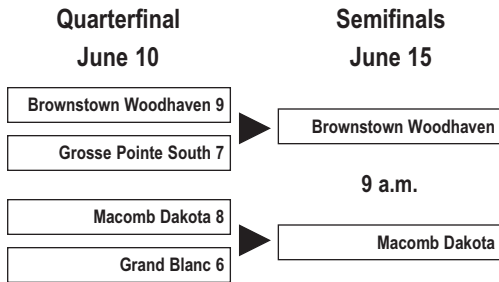 Quarterfinal
June 10
Brownstown Woodhaven 9
Grosse Pointe South 7
Macomb Dakota 8
Grand Blanc 6
Semifinals
June 15
Brownstown Woodhaven
9 a.m.
Macomb Dakota